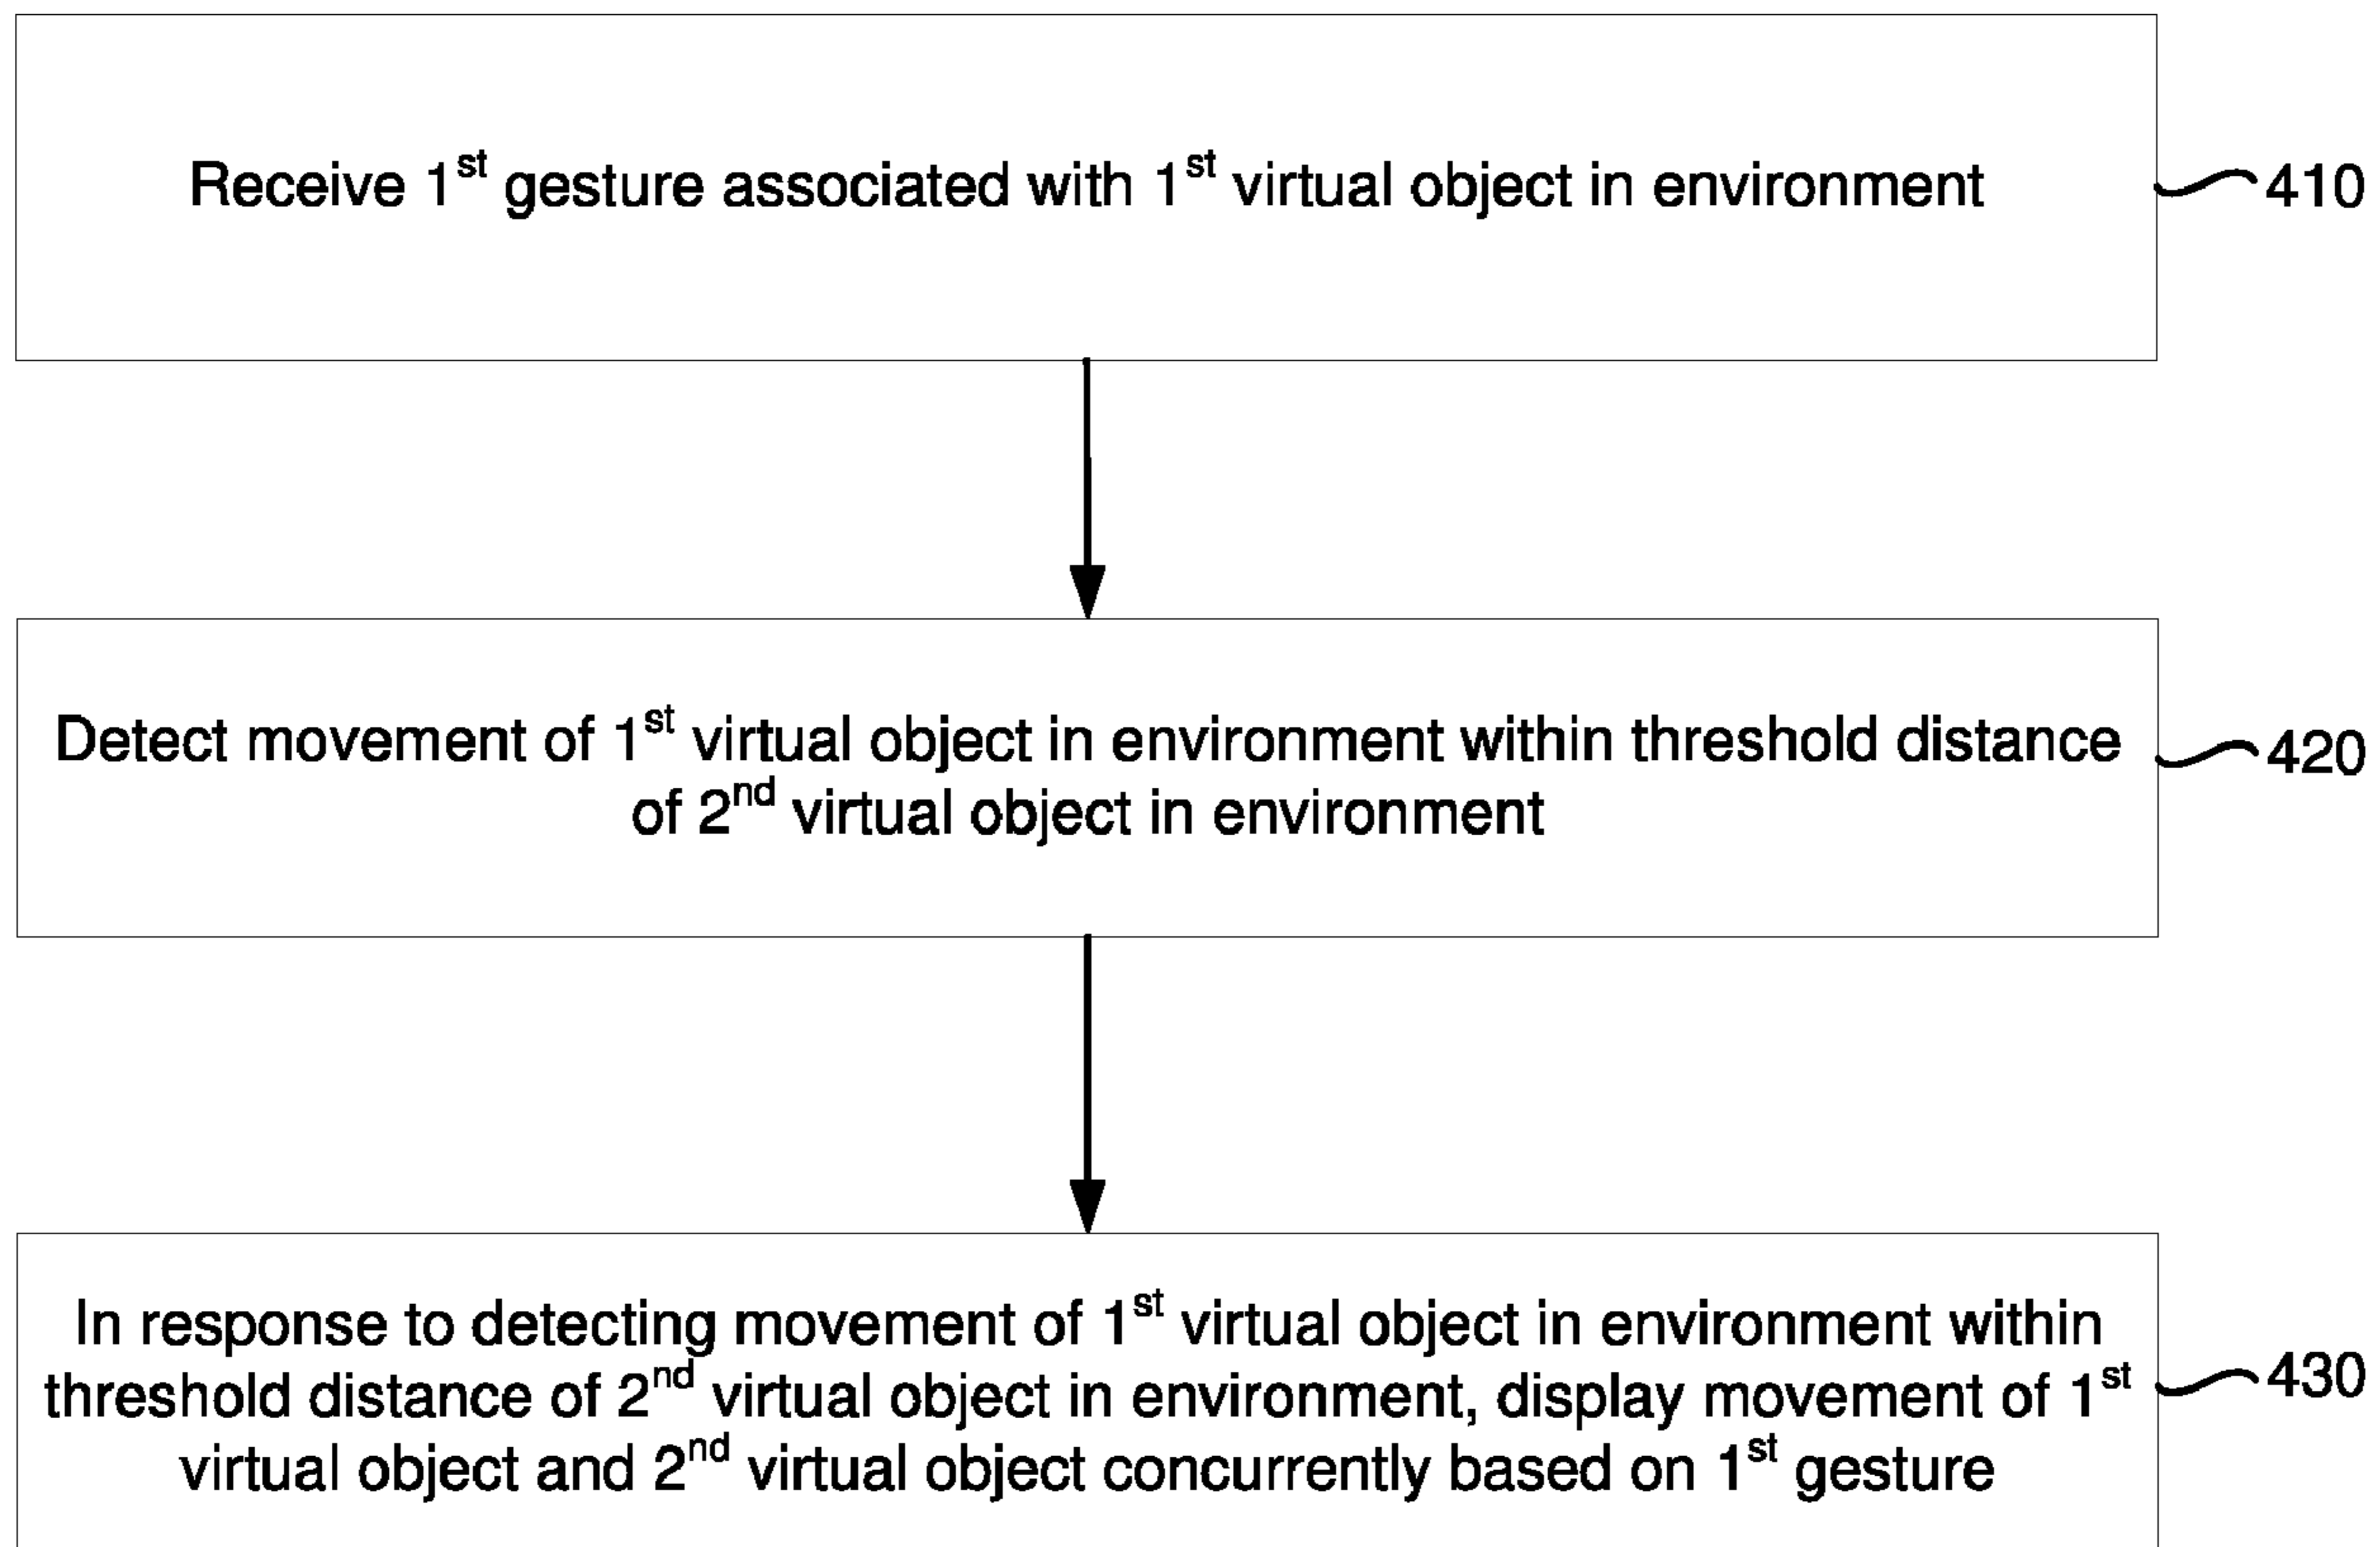 Receive 1st gesture associated with 1st virtual object in environment
410
Detect movement of 1st virtual object in environment within threshold distance
of 2nd virtual object in environment
420
In response to detecting movement of 1st virtual object in environment within
threshold distance of 2nd virtual object in environment, display movement of 1st
virtual object and 2nd virtual object concurrently based on 1st gesture
430